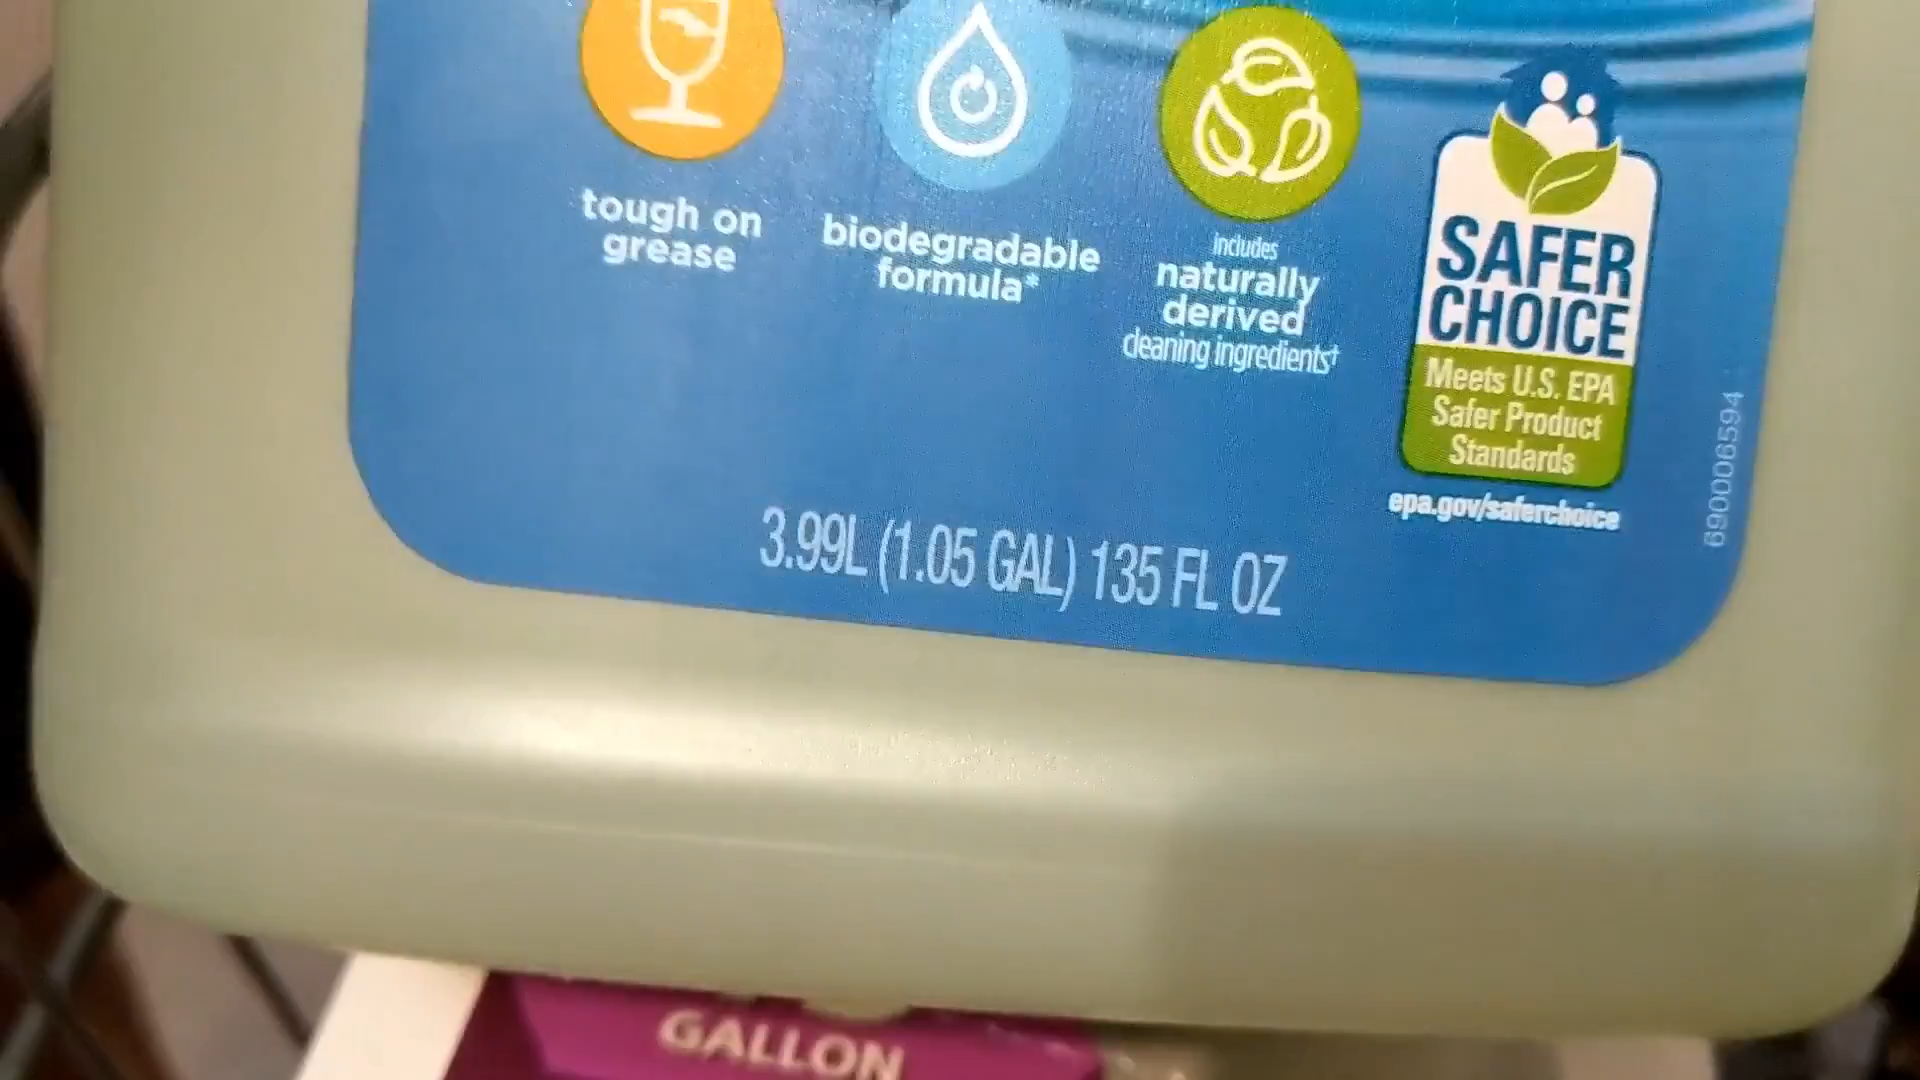 tough on
grease
biodegradable
formula*
includes
naturally
derived
cleaning ingredients†
SAFER
CHOICE
Meets U.S. EPA
Safer Product
Standards
epa.gov/saferchoice
690006594
3.99L (1.05 GAL) 135 FL OZ
GALLON